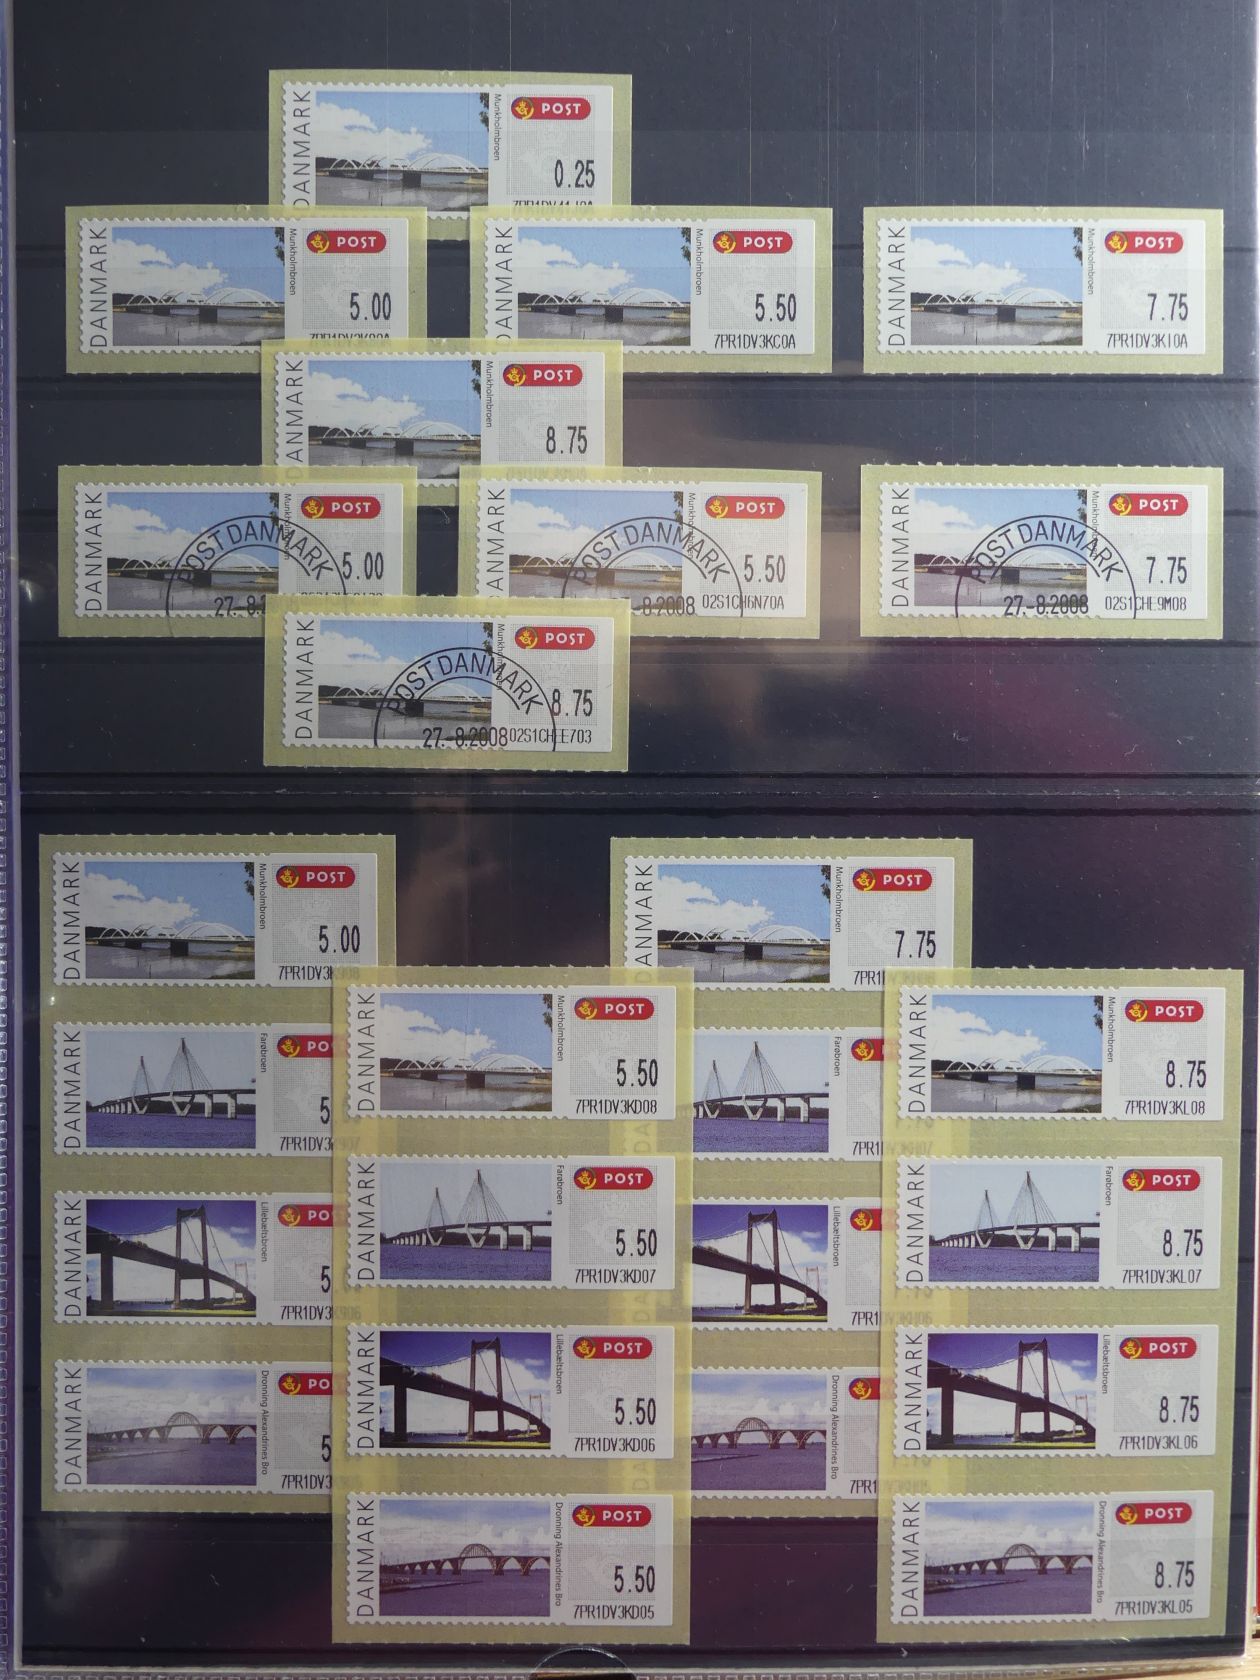 DANMARK
Munkholmbroen
POST
0.25
DANMARK
Munkholmbroen
POST
5.00
DANMARK
Munkholmbroen
POST
5.50
7PR1DV3KC0A
DANMARK
Munkholmbroen
POST
7.75
7PR1DV3KI0A
DANMARK
Munkholmbroen
POST
8.75
DANMARK
Munkholmbroen
POST
5.00
POST DANMARK
DANMARK
Munkholmbroen
POST
5.50
02S1CH6N70A
POST DANMARK
-8.2008
DANMARK
Munkholmbroen
POST
7.75
02S1CHE9M08
POST DANMARK
27.-8.2008
DANMARK
Munkholmbroen
POST
8.75
02S1CHEE703
POST DANMARK
27.-8.2008
DANMARK
Munkholmbroen
POST
5.00
DANMARK
Farøbroen
DANMARK
Lillebæltsbroen
DANMARK
Dronning Alexandrines Bro
DANMARK
Munkholmbroen
POST
5.50
7PR1DV3KD08
DANMARK
Farøbroen
POST
5.50
7PR1DV3KD07
DANMARK
Lillebæltsbroen
POST
5.50
7PR1DV3KD06
DANMARK
Dronning Alexandrines Bro
POST
5.50
7PR1DV3KD05
DANMARK
Munkholmbroen
POST
7.75
Farøbroen
Lillebæltsbroen
Dronning Alexandrines Bro
DANMARK
Munkholmbroen
POST
8.75
7PR1DV3KL08
DANMARK
Farøbroen
POST
8.75
7PR1DV3KL07
DANMARK
Lillebæltsbroen
POST
8.75
7PR1DV3KL06
DANMARK
Dronning Alexandrines Bro
POST
8.75
7PR1DV3KL05